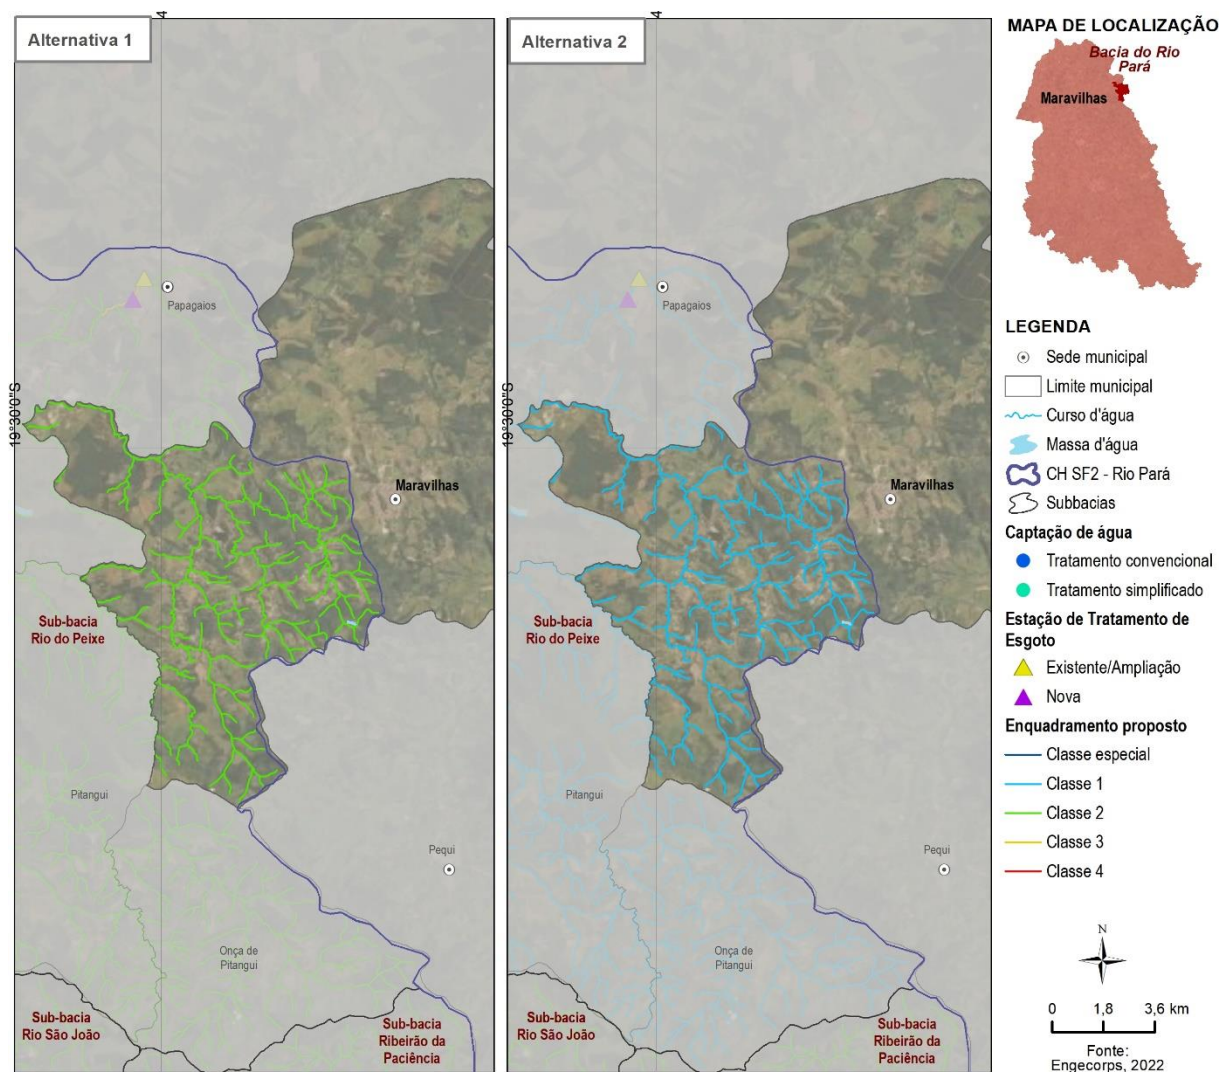 Alternativa 1
4
Papagaios
19°30'0"S
Maravilhas
Sub-bacia
Rio do Peixe
Pitangui
Pequi
Onça de
Pitangui
Sub-bacia
Rio São João
Sub-bacia
Ribeirão da
Paciência
Alternativa 2
4
Papagaios
19°30'0"S
Maravilhas
Sub-bacia
Rio do Peixe
Pitangui
Pequi
Onça de
Pitangui
Sub-bacia
Rio São João
Sub-bacia
Ribeirão da
Paciência
MAPA DE LOCALIZAÇÃO
Bacia do Rio
Pará
Maravilhas
LEGENDA
Sede municipal
Limite municipal
Curso d'água
Massa d'água
CH SF2 - Rio Pará
Subbacias
Captação de água
Tratamento convencional
Tratamento simplificado
Estação de Tratamento de
Esgoto
Existente/Ampliação
Nova
Enquadramento proposto
Classe especial
Classe 1
Classe 2
Classe 3
Classe 4
N
0 1,8 3,6 km
Fonte:
Engecorps, 2022